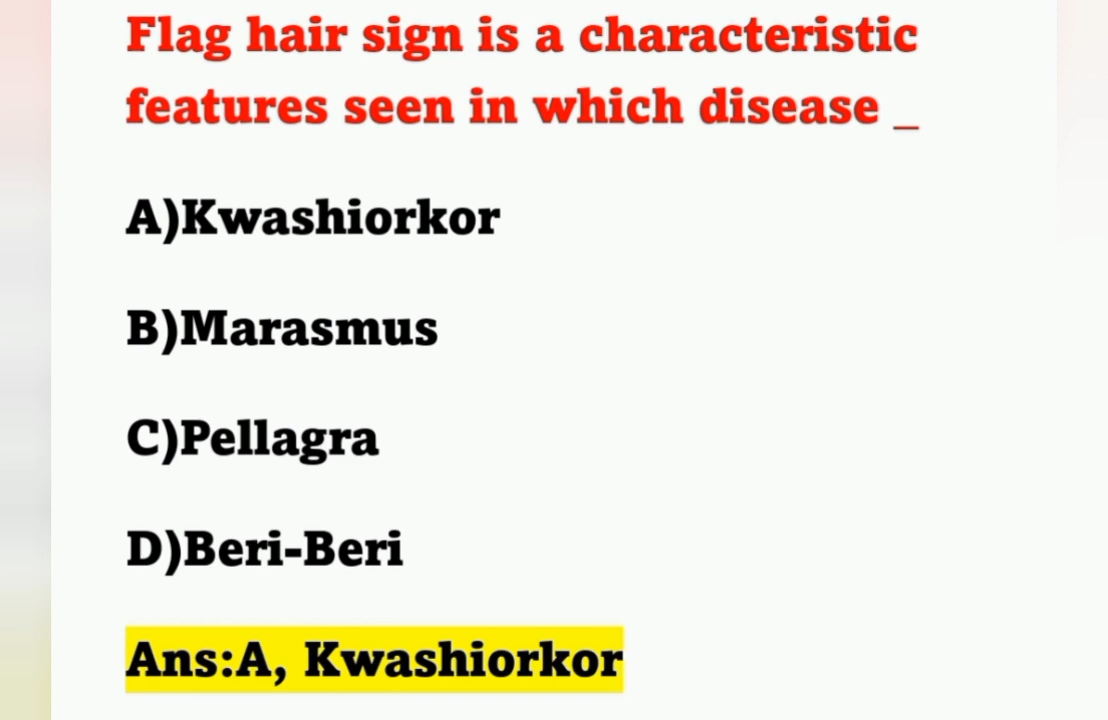 Flag hair sign is a characteristic
features seen in which disease _
A)Kwashiorkor
B)Marasmus
C)Pellagra
D)Beri-Beri
Ans:A, Kwashiorkor